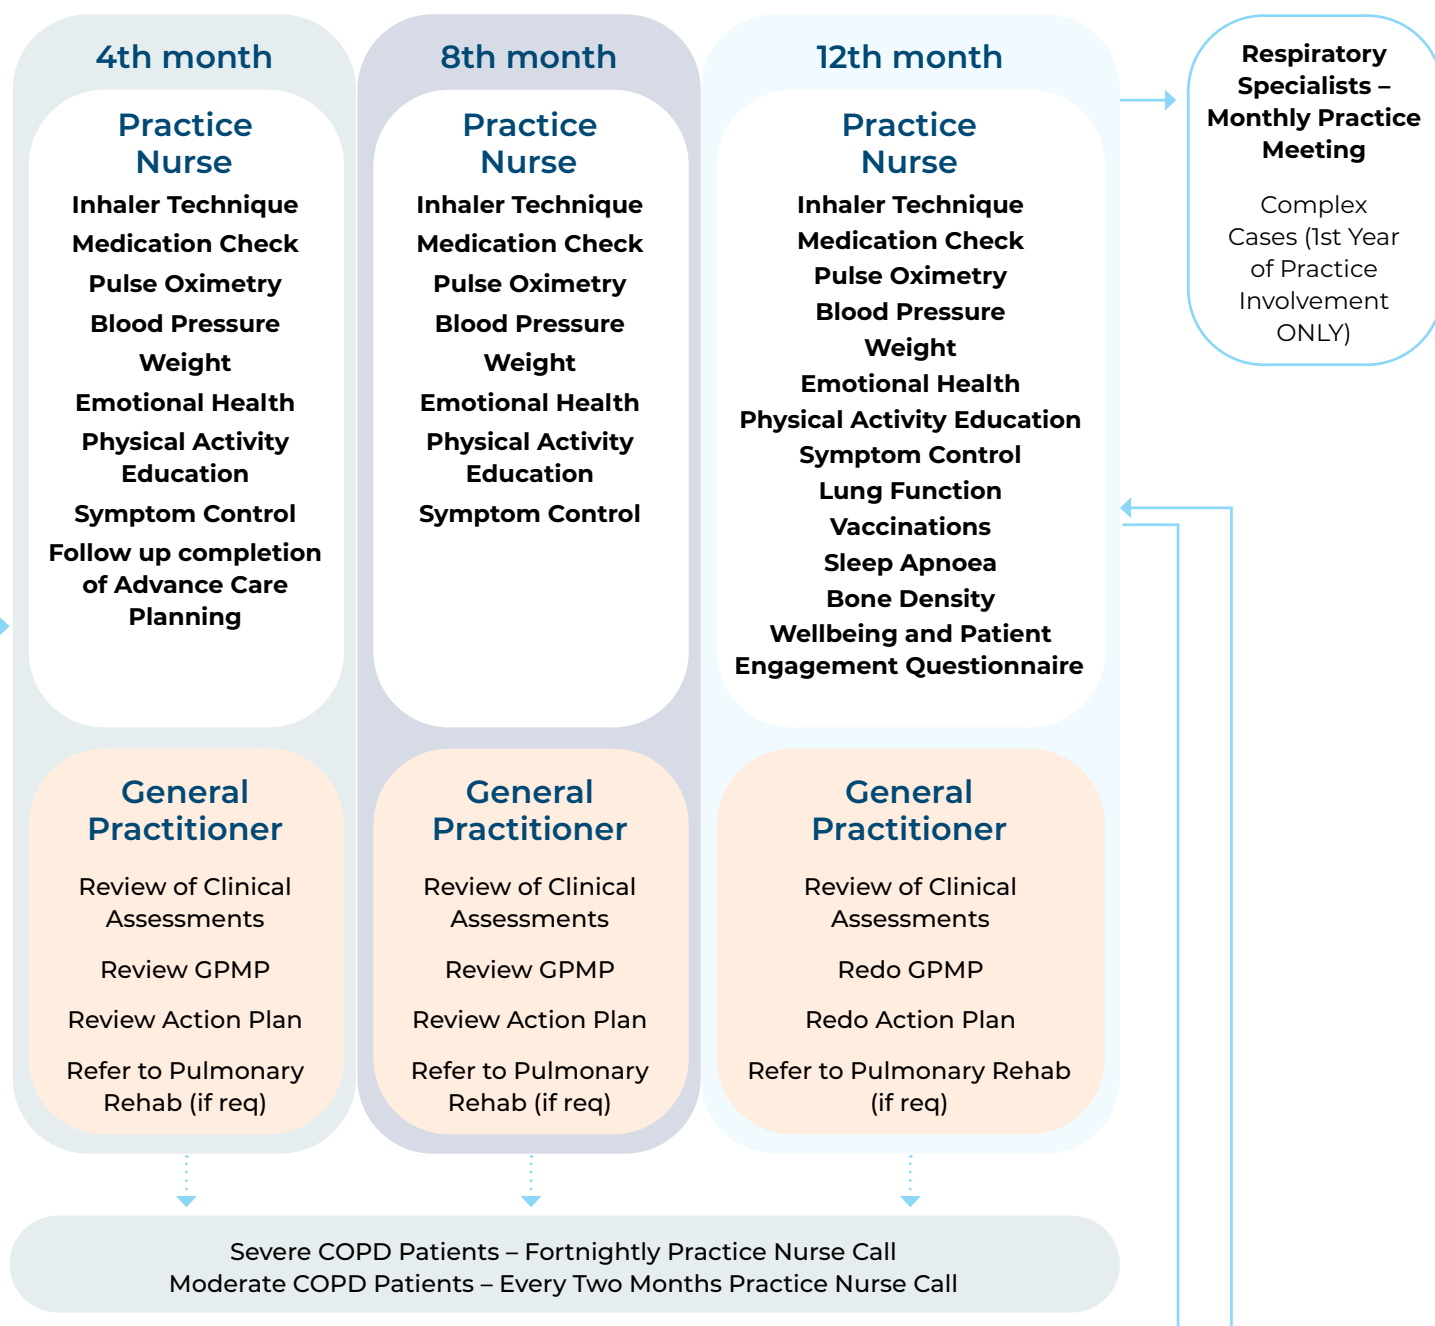 4th month
Practice
Nurse
Inhaler Technique
Medication Check
Pulse Oximetry
Blood Pressure
Weight
Emotional Health
Physical Activity
Education
Symptom Control
Follow up completion
of Advance Care
Planning
General
Practitioner
Review of Clinical
Assessments
Review GPMP
Review Action Plan
Refer to Pulmonary
Rehab (if req)
8th month
Practice
Nurse
Inhaler Technique
Medication Check
Pulse Oximetry
Blood Pressure
Weight
Emotional Health
Physical Activity
Education
Symptom Control
General
Practitioner
Review of Clinical
Assessments
Review GPMP
Review Action Plan
Refer to Pulmonary
Rehab (if req)
12th month
Practice
Nurse
Inhaler Technique
Medication Check
Pulse Oximetry
Blood Pressure
Weight
Emotional Health
Physical Activity Education
Symptom Control
Lung Function
Vaccinations
Sleep Apnoea
Bone Density
Wellbeing and Patient
Engagement Questionnaire
General
Practitioner
Review of Clinical
Assessments
Redo GPMP
Redo Action Plan
Refer to Pulmonary Rehab
(if req)
Respiratory
Specialists –
Monthly Practice
Meeting
Complex
Cases (1st Year
of Practice
Involvement
ONLY)
Severe COPD Patients – Fortnightly Practice Nurse Call
Moderate COPD Patients – Every Two Months Practice Nurse Call